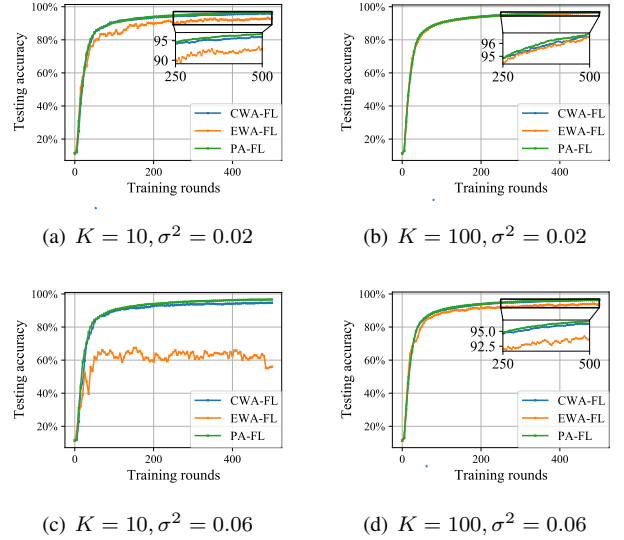 100%
80%
60%
40%
20%
Testing accuracy
95
90
250
500
CWA-FL
EWA-FL
PA-FL
0
200
400
Training rounds
(a) K = 10, σ² = 0.02
100%
80%
60%
40%
20%
Testing accuracy
96
95
250
500
CWA-FL
EWA-FL
PA-FL
0
200
400
Training rounds
(b) K = 100, σ² = 0.02
100%
80%
60%
40%
20%
Testing accuracy
CWA-FL
EWA-FL
PA-FL
0
200
400
Training rounds
(c) K = 10, σ² = 0.06
100%
80%
60%
40%
20%
Testing accuracy
95.0
92.5
250
500
CWA-FL
EWA-FL
PA-FL
0
200
400
Training rounds
(d) K = 100, σ² = 0.06